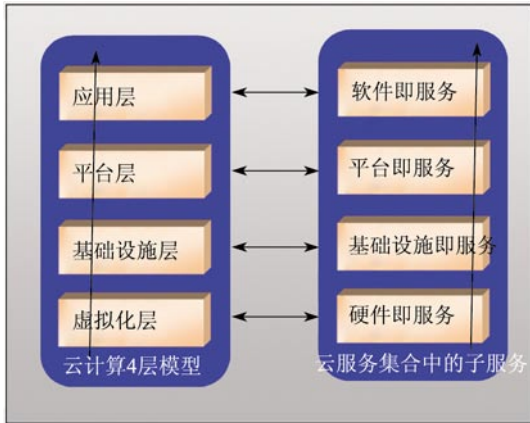 应用层
软件即服务
平台层
平台即服务
基础设施层
基础设施即服务
虚拟化层
硬件即服务
云计算4层模型
云服务集合中的子服务